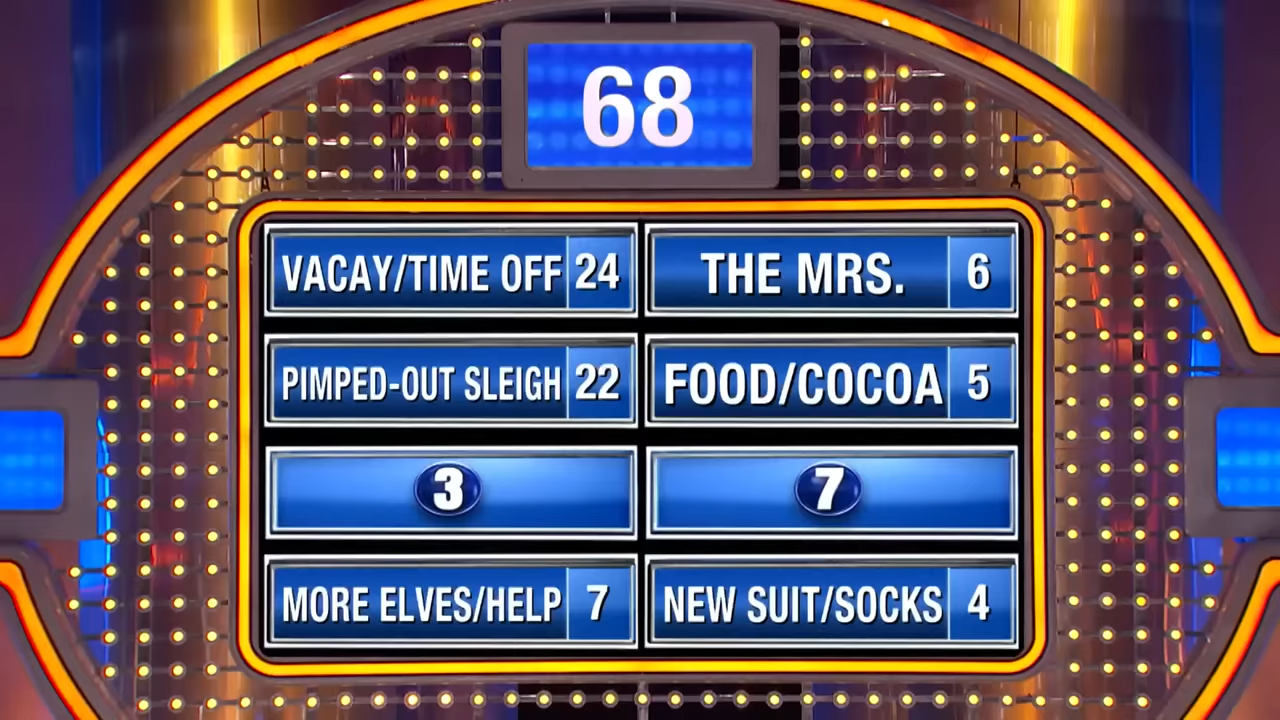 68
VACAY/TIME OFF 24
PIMPED-OUT SLEIGH 22
3
MORE ELVES/HELP 7
THE MRS. 6
FOOD/COCOA 5
7
NEW SUIT/SOCKS 4